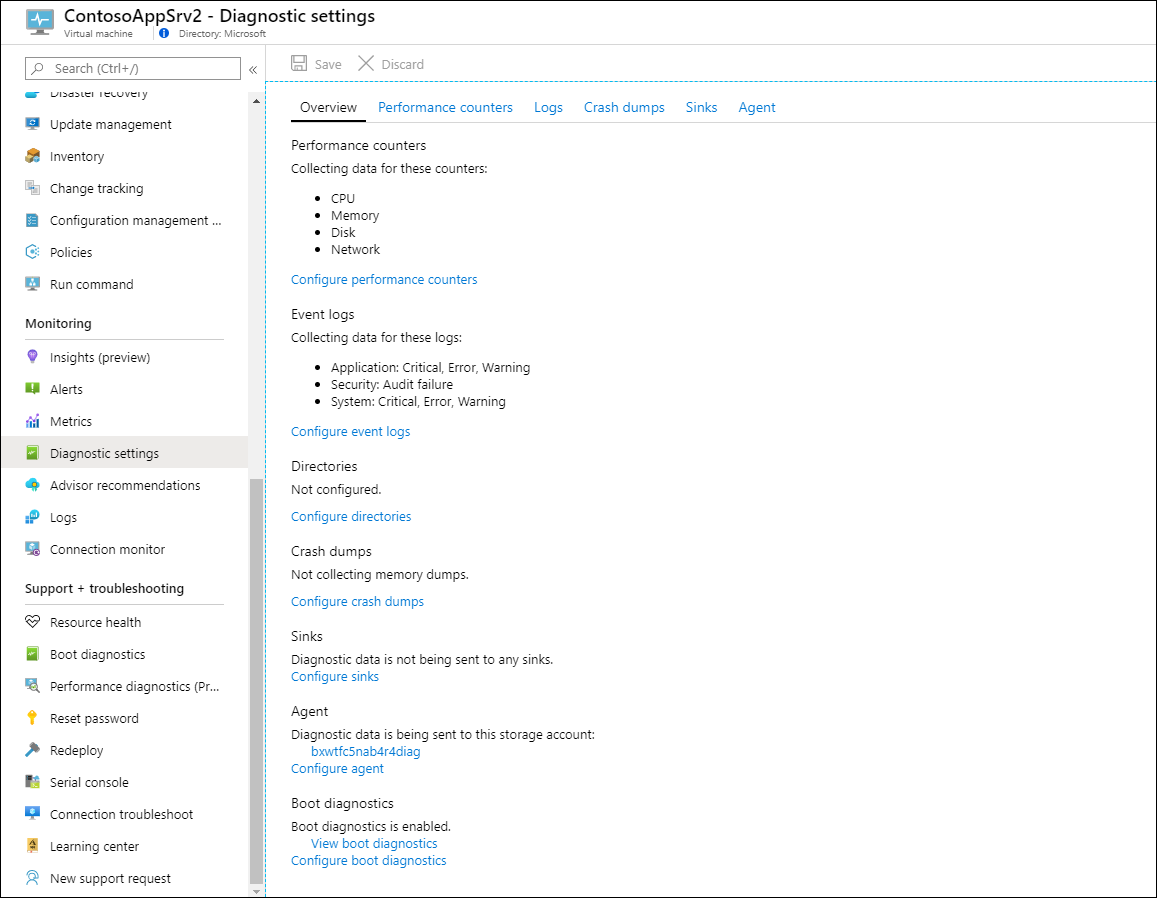 ContosoAppSrv2 - Diagnostic settings
Virtual machine
Directory: Microsoft
Search (Ctrl+/)
«
Disaster recovery
Update management
Inventory
Change tracking
Configuration management ...
Policies
Run command
Monitoring
Insights (preview)
Alerts
Metrics
Diagnostic settings
Advisor recommendations
Logs
Connection monitor
Support + troubleshooting
Resource health
Boot diagnostics
Performance diagnostics (Pr...
Reset password
Redeploy
Serial console
Connection troubleshoot
Learning center
New support request
Save Discard
Overview Performance counters Logs Crash dumps Sinks Agent
Performance counters
Collecting data for these counters:
• CPU
• Memory
• Disk
• Network
Configure performance counters
Event logs
Collecting data for these logs:
• Application: Critical, Error, Warning
• Security: Audit failure
• System: Critical, Error, Warning
Configure event logs
Directories
Not configured.
Configure directories
Crash dumps
Not collecting memory dumps.
Configure crash dumps
Sinks
Diagnostic data is not being sent to any sinks.
Configure sinks
Agent
Diagnostic data is being sent to this storage account:
bxwtfc5nab4r4diag
Configure agent
Boot diagnostics
Boot diagnostics is enabled.
View boot diagnostics
Configure boot diagnostics